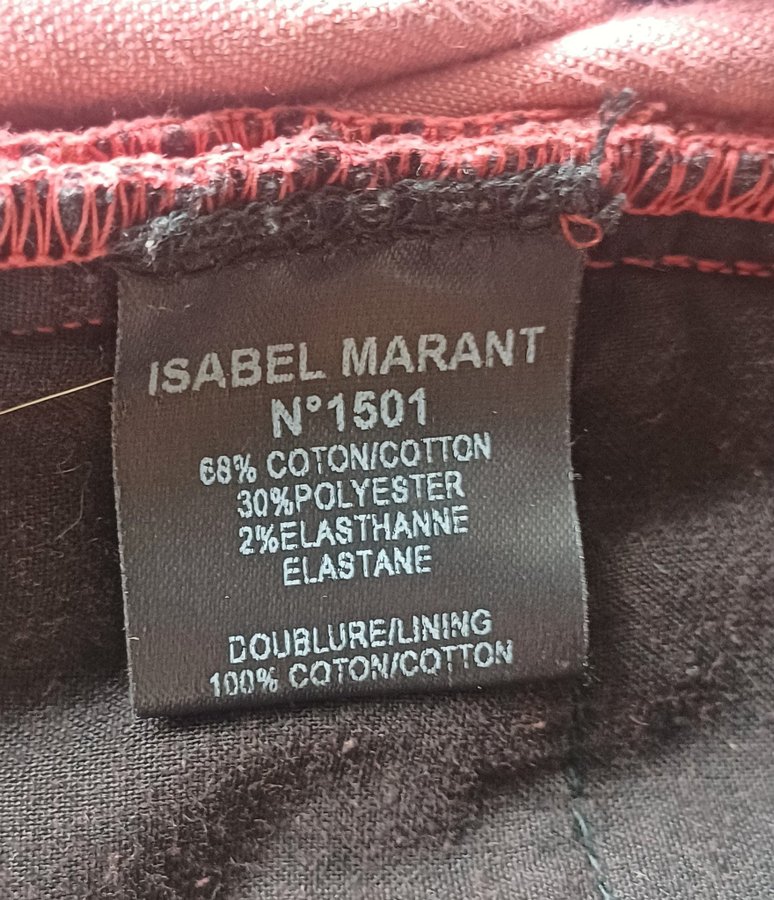 ISABEL MARANT
N°1501
68% COTON/COTTON
30%POLYESTER
2%ELASTHANNE
ELASTANE
DOUBLURE/LINING
100% COTON/COTTON